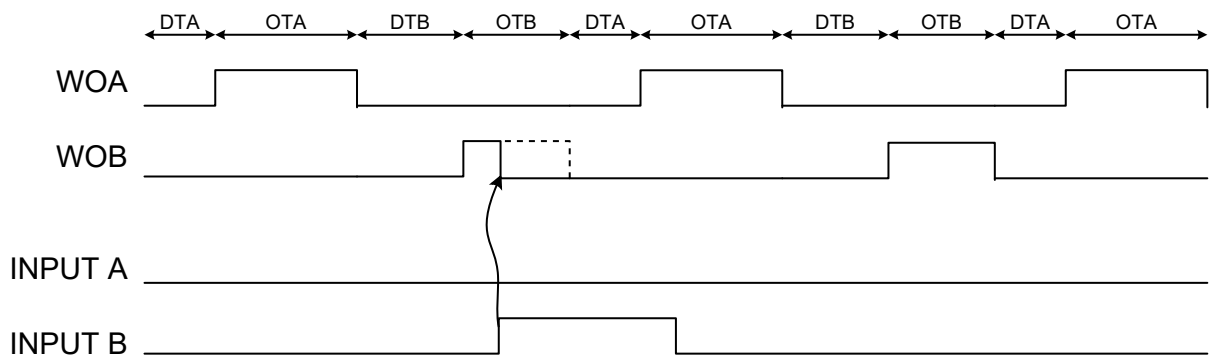 DTA OTA DTB OTB DTA OTA DTB OTB DTA OTA
WOA
WOB
INPUT A
INPUT B